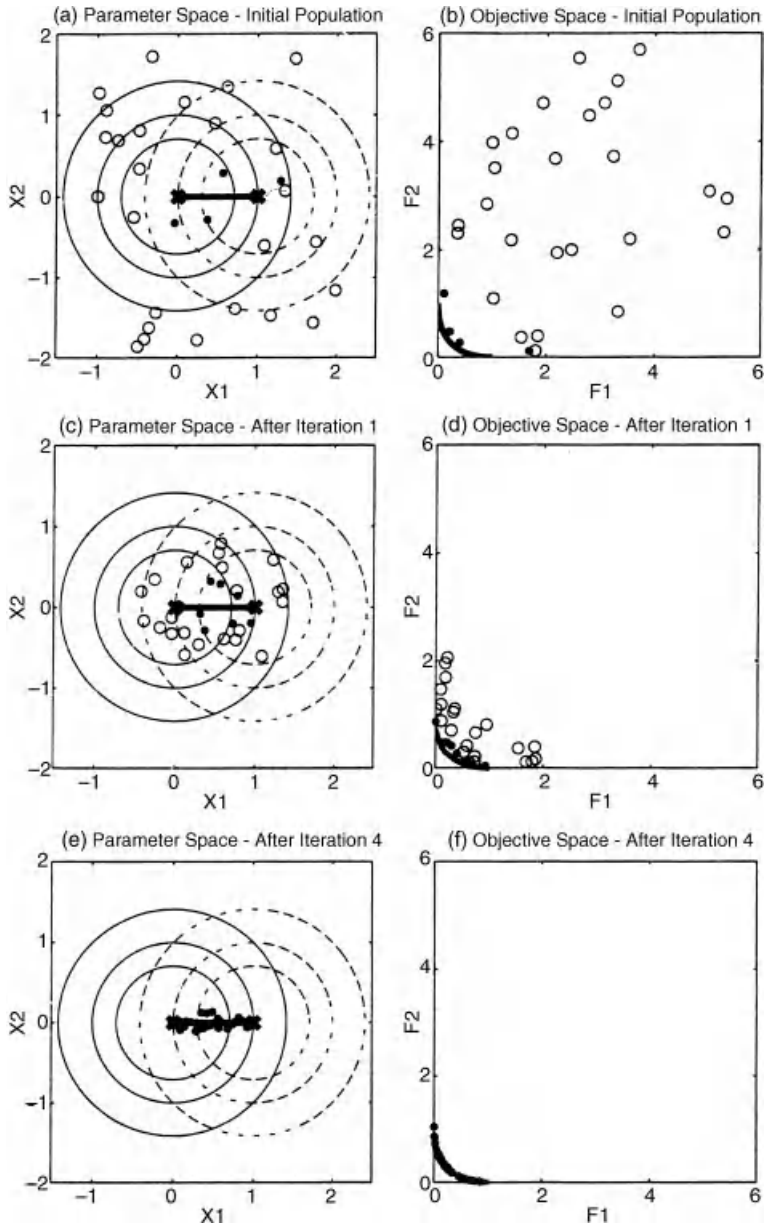 (a) Parameter Space - Initial Population
(b) Objective Space - Initial Population
2
1
0
−1
−2
X2
−1
0
1
2
X1
6
4
2
0
F2
0
2
4
6
F1
(c) Parameter Space - After Iteration 1
(d) Objective Space - After Iteration 1
2
1
0
−1
−2
X2
−1
0
1
2
X1
6
4
2
0
F2
0
2
4
6
F1
(e) Parameter Space - After Iteration 4
(f) Objective Space - After Iteration 4
2
1
0
−1
−2
X2
−1
0
1
2
X1
6
4
2
0
F2
0
2
4
6
F1